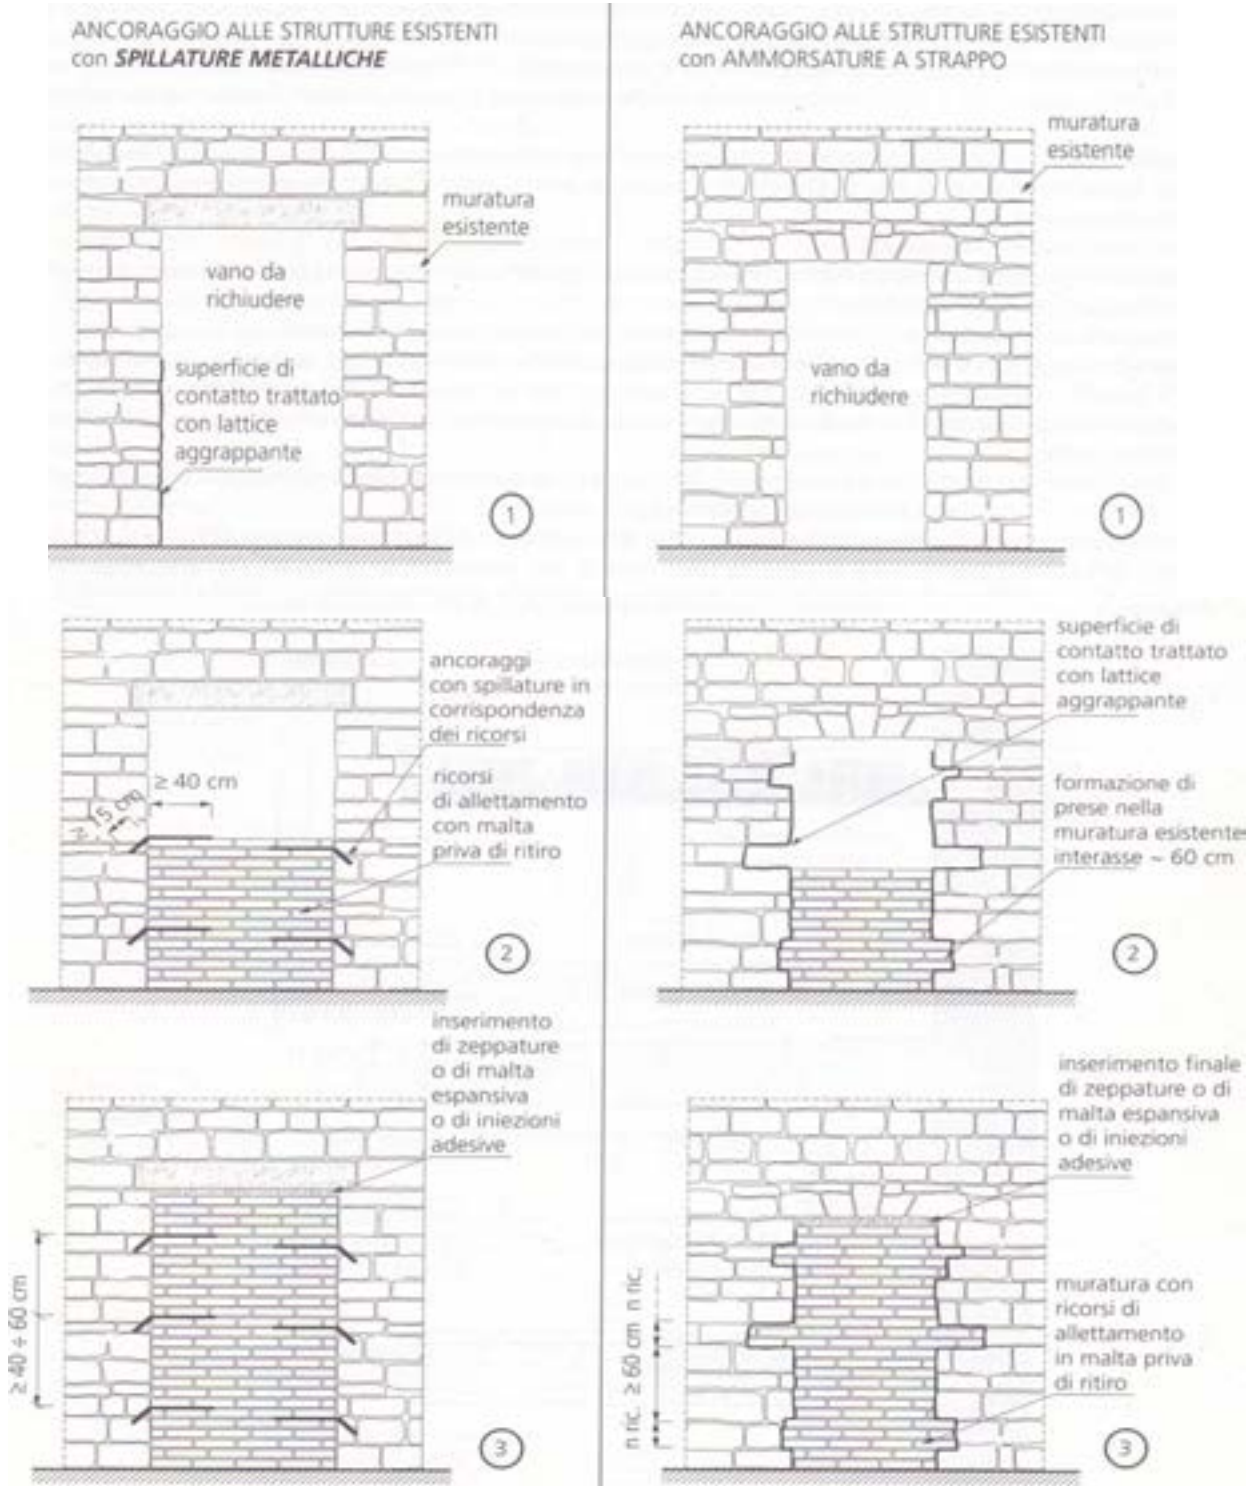 ANCORAGGIO ALLE STRUTTURE ESISTENTI
con SPILLATURE METALLICHE
muratura
esistente
vano da
richiudere
superficie di
contatto trattato
con lattice
aggrappante
1
ancoraggi
con spillature in
corrispondenza
dei ricorsi
≥ 40 cm
15 cm
ricorsi
di allettamento
con malta
priva di ritiro
2
inserimento
di zeppature
o di malta
espansiva
o di iniezioni
adesive
≥ 40 ÷ 60 cm
3
ANCORAGGIO ALLE STRUTTURE ESISTENTI
con AMMORSATURE A STRAPPO
muratura
esistente
vano da
richiudere
1
superficie di
contatto trattato
con lattice
aggrappante
formazione di
prese nella
muratura esistente
interasse ~ 60 cm
2
inserimento finale
di zeppature o di
malta espansiva
o di iniezioni
adesive
n ric. ≥ 60 cm n ric.
muratura con
ricorsi di
allettamento
in malta priva
di ritiro
3